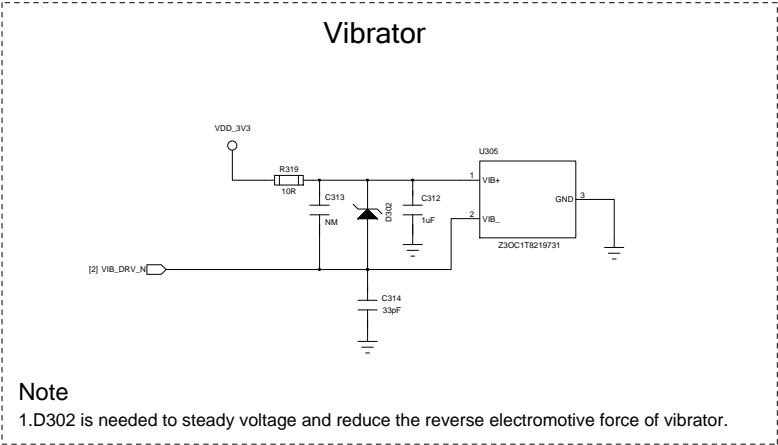 Vibrator
VDD_3V3
U305
R319
10R
1
VIB+
C313
NM
D302
C312
1uF
GND
3
2
VIB_
Z3OC1T8219731
[2] VIB_DRV_N
C314
33pF
Note
1.D302 is needed to steady voltage and reduce the reverse electromotive force of vibrator.